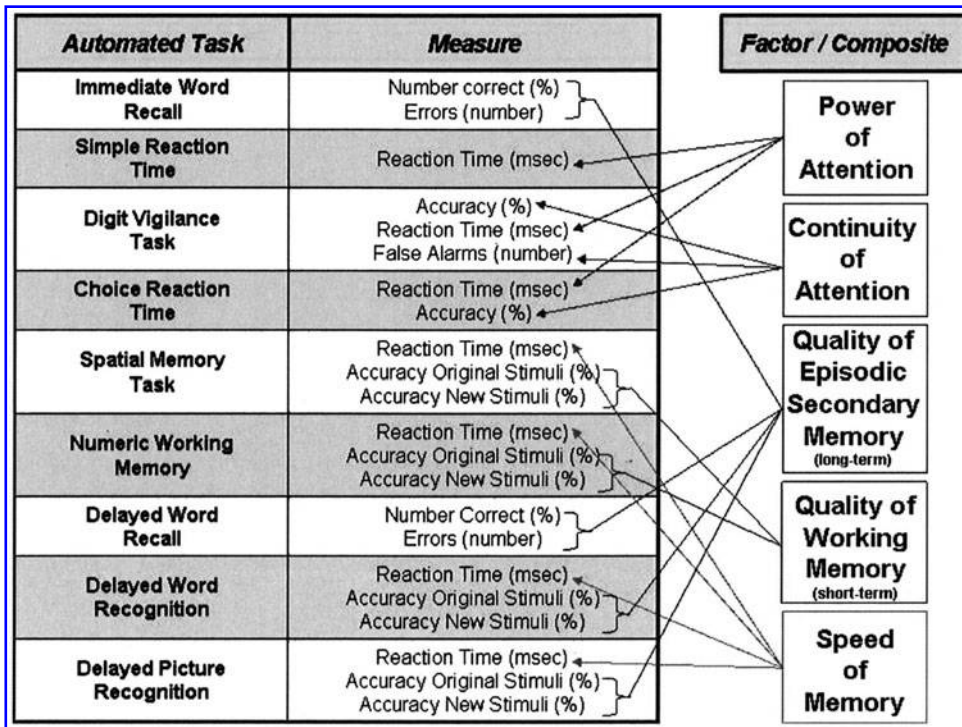 Automated Task
Measure
Factor / Composite
Immediate Word
Recall
Number correct (%)
Errors (number)
Simple Reaction
Time
Reaction Time (msec)
Digit Vigilance
Task
Accuracy (%)
Reaction Time (msec)
False Alarms (number)
Choice Reaction
Time
Reaction Time (msec)
Accuracy (%)
Spatial Memory
Task
Reaction Time (msec)
Accuracy Original Stimuli (%)
Accuracy New Stimuli (%)
Numeric Working
Memory
Reaction Time (msec)
Accuracy Original Stimuli (%)
Accuracy New Stimuli (%)
Delayed Word
Recall
Number Correct (%)
Errors (number)
Delayed Word
Recognition
Reaction Time (msec)
Accuracy Original Stimuli (%)
Accuracy New Stimuli (%)
Delayed Picture
Recognition
Reaction Time (msec)
Accuracy Original Stimuli (%)
Accuracy New Stimuli (%)
Power
of
Attention
Continuity
of
Attention
Quality of
Episodic
Secondary
Memory
(long-term)
Quality of
Working
Memory
(short-term)
Speed
of
Memory